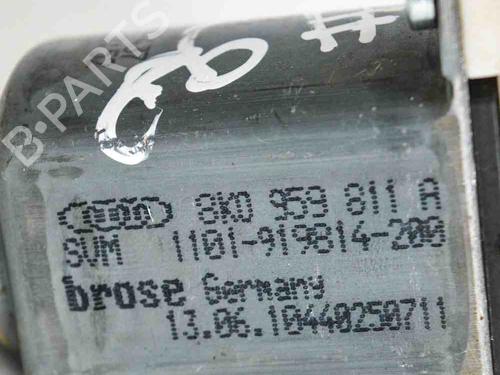 B-PARTS
8K0 959 811 A
SVM 1101-919814-200
brose Germany
13.06.10440250711